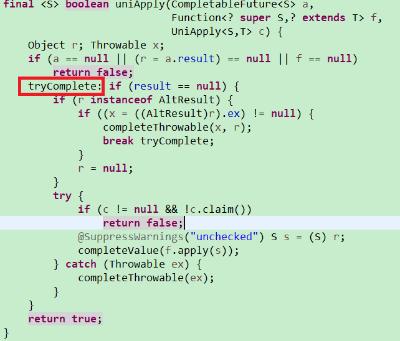 final <S> boolean uniApply(CompletableFuture<S> a,
Function<? super S,? extends T> f,
UniApply<S,T> c) {
Object r; Throwable x;
if (a == null || (r = a.result) == null || f == null)
return false;
tryComplete: if (result == null) {
if (r instanceof AltResult) {
if ((x = ((AltResult)r).ex) != null) {
completeThrowable(x, r);
break tryComplete;
}
r = null;
}
try {
if (c != null && !c.claim())
return false;
@SuppressWarnings("unchecked") S s = (S) r;
completeValue(f.apply(s));
} catch (Throwable ex) {
completeThrowable(ex);
}
}
return true;
}